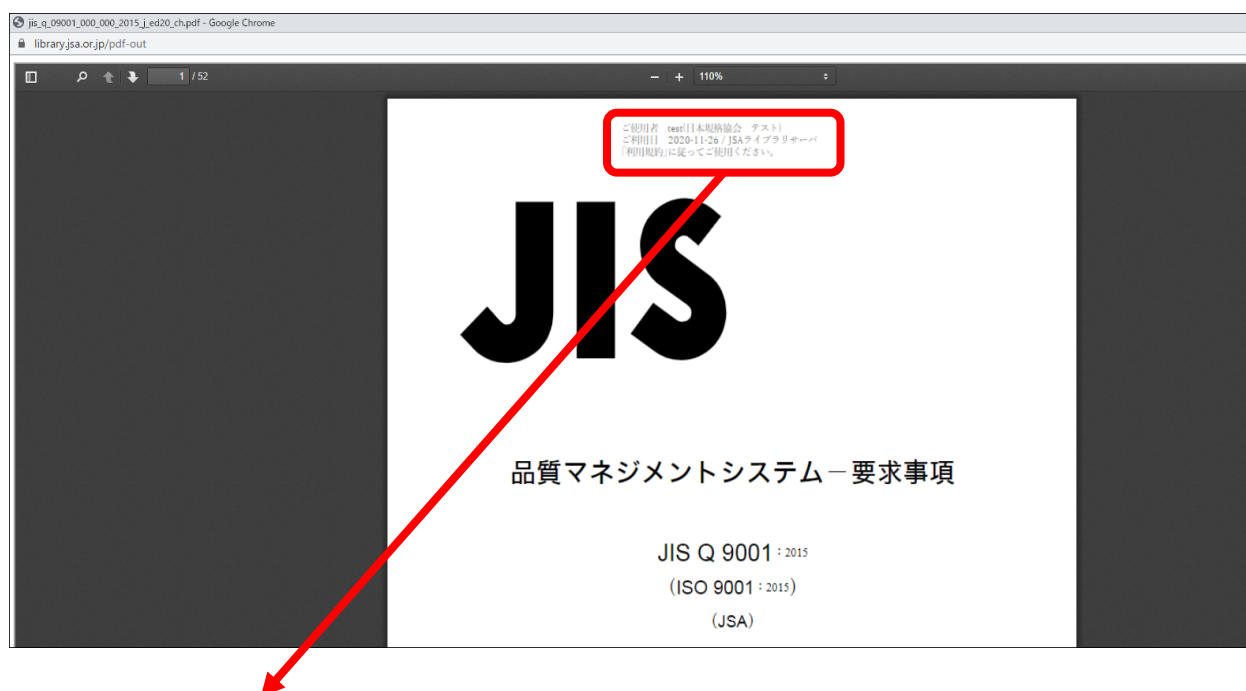 jis_q_09001_000_000_2015_j_ed20_ch.pdf - Google Chrome
library.jsa.or.jp/pdf-out
1 / 52
110%
ご使用者 test(日本規格協会 テスト)
ご利用日 2020-11-26 / JSAライブラリサーバ
「利用規約」に従ってご使用ください。
JIS
品質マネジメントシステム－要求事項
JIS Q 9001：2015
(ISO 9001：2015)
(JSA)